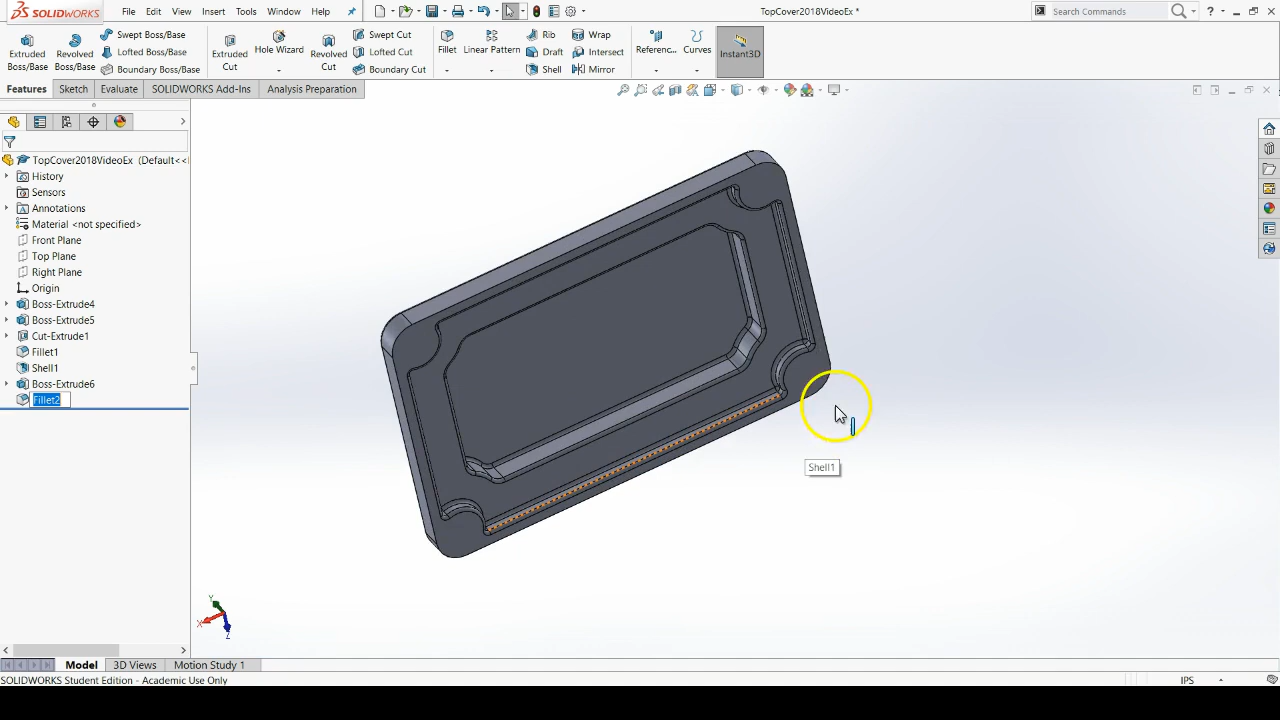 SOLIDWORKS File Edit View Insert Tools Window Help TopCover2018VideoEx * Search Commands ?
Extruded Boss/Base
Revolved Boss/Base
Swept Boss/Base
Lofted Boss/Base
Boundary Boss/Base
Extruded Cut
Hole Wizard
Revolved Cut
Swept Cut
Lofted Cut
Boundary Cut
Fillet
Linear Pattern
Rib
Draft
Shell
Wrap
Intersect
Mirror
Referenc...
Curves
Instant3D
Features Sketch Evaluate SOLIDWORKS Add-Ins Analysis Preparation
TopCover2018VideoEx (Default<<
History
Sensors
Annotations
Material <not specified>
Front Plane
Top Plane
Right Plane
Origin
Boss-Extrude4
Boss-Extrude5
Cut-Extrude1
Fillet1
Shell1
Boss-Extrude6
Fillet2
Shell1
Y
X
Z
Model 3D Views Motion Study 1
SOLIDWORKS Student Edition - Academic Use Only IPS